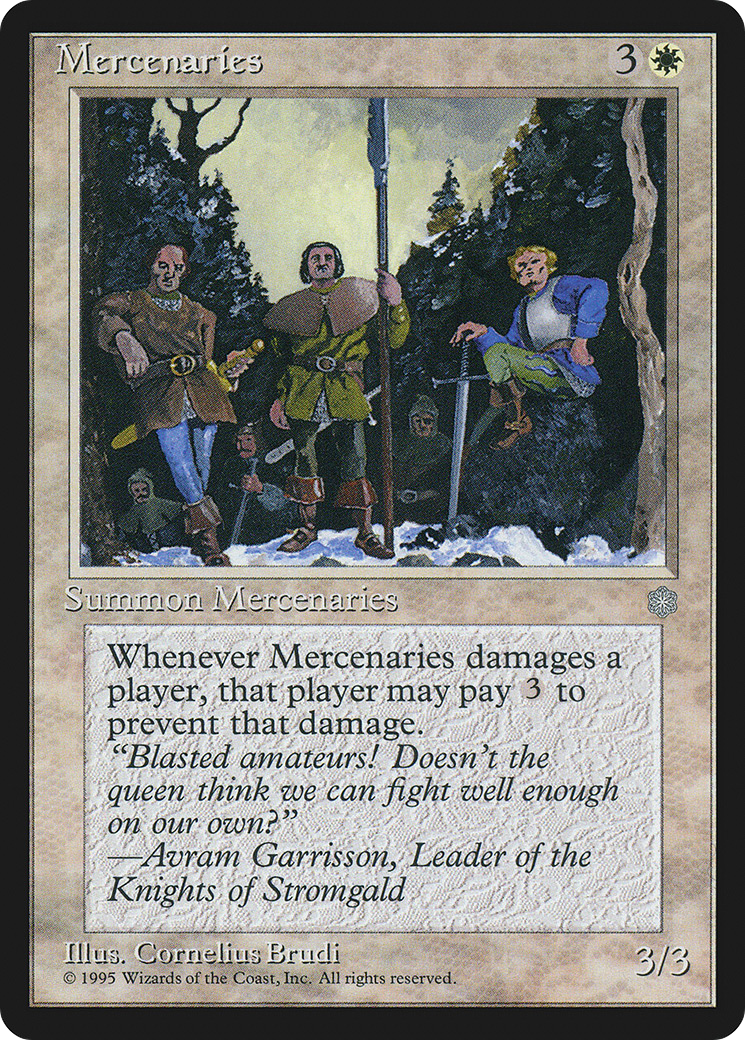 Mercenaries 3
Summon Mercenaries
Whenever Mercenaries damages a
player, that player may pay 3 to
prevent that damage.
“Blasted amateurs! Doesn’t the
queen think we can fight well enough
on our own?”
—Avram Garrisson, Leader of the
Knights of Stromgald
Illus. Cornelius Brudi
3/3
© 1995 Wizards of the Coast, Inc. All rights reserved.